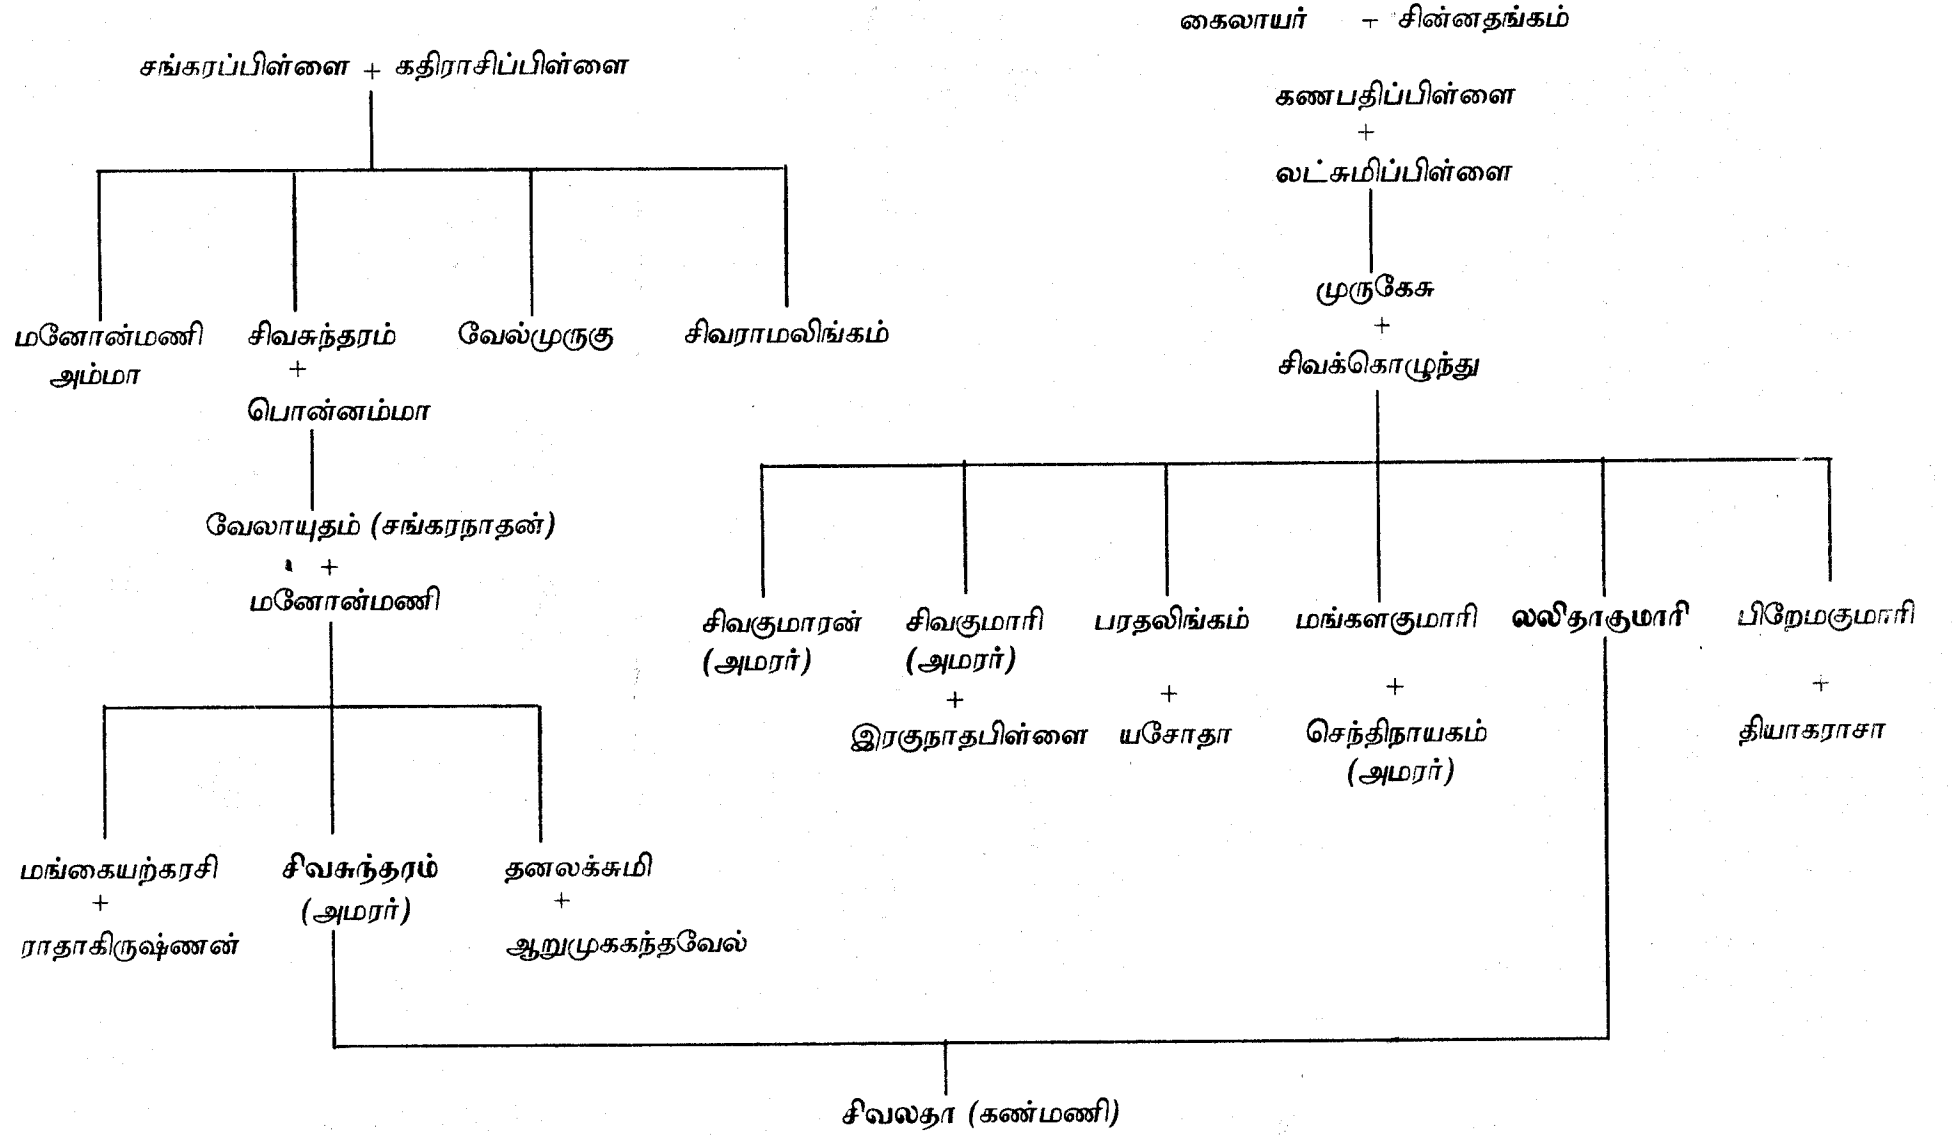 கைலாயர் + சின்னதங்கம்
சங்கரப்பிள்ளை + கதிராசிப்பிள்ளை
கணபதிப்பிள்ளை
+
லட்சுமிப்பிள்ளை
முருகேசு
+
சிவக்கொழுந்து
மனோன்மணி அம்மா
சிவசுந்தரம்
+
பொன்னம்மா
வேல்முருகு
சிவராமலிங்கம்
வேலாயுதம் (சங்கரநாதன்)
+
மனோன்மணி
சிவகுமாரன்
(அமரர்)
சிவகுமாரி
(அமரர்)
+
இரகுநாதபிள்ளை
பரதலிங்கம்
+
யசோதா
மங்களகுமாரி
+
செந்திநாயகம்
(அமரர்)
லலிதாகுமாரி
பிறேமகுமாரி
+
தியாகராசா
மங்கையற்கரசி
+
ராதாகிருஷ்ணன்
சிவசுந்தரம்
(அமரர்)
தனலக்சுமி
+
ஆறுமுககந்தவேல்
சிவலதா (கண்மணி)